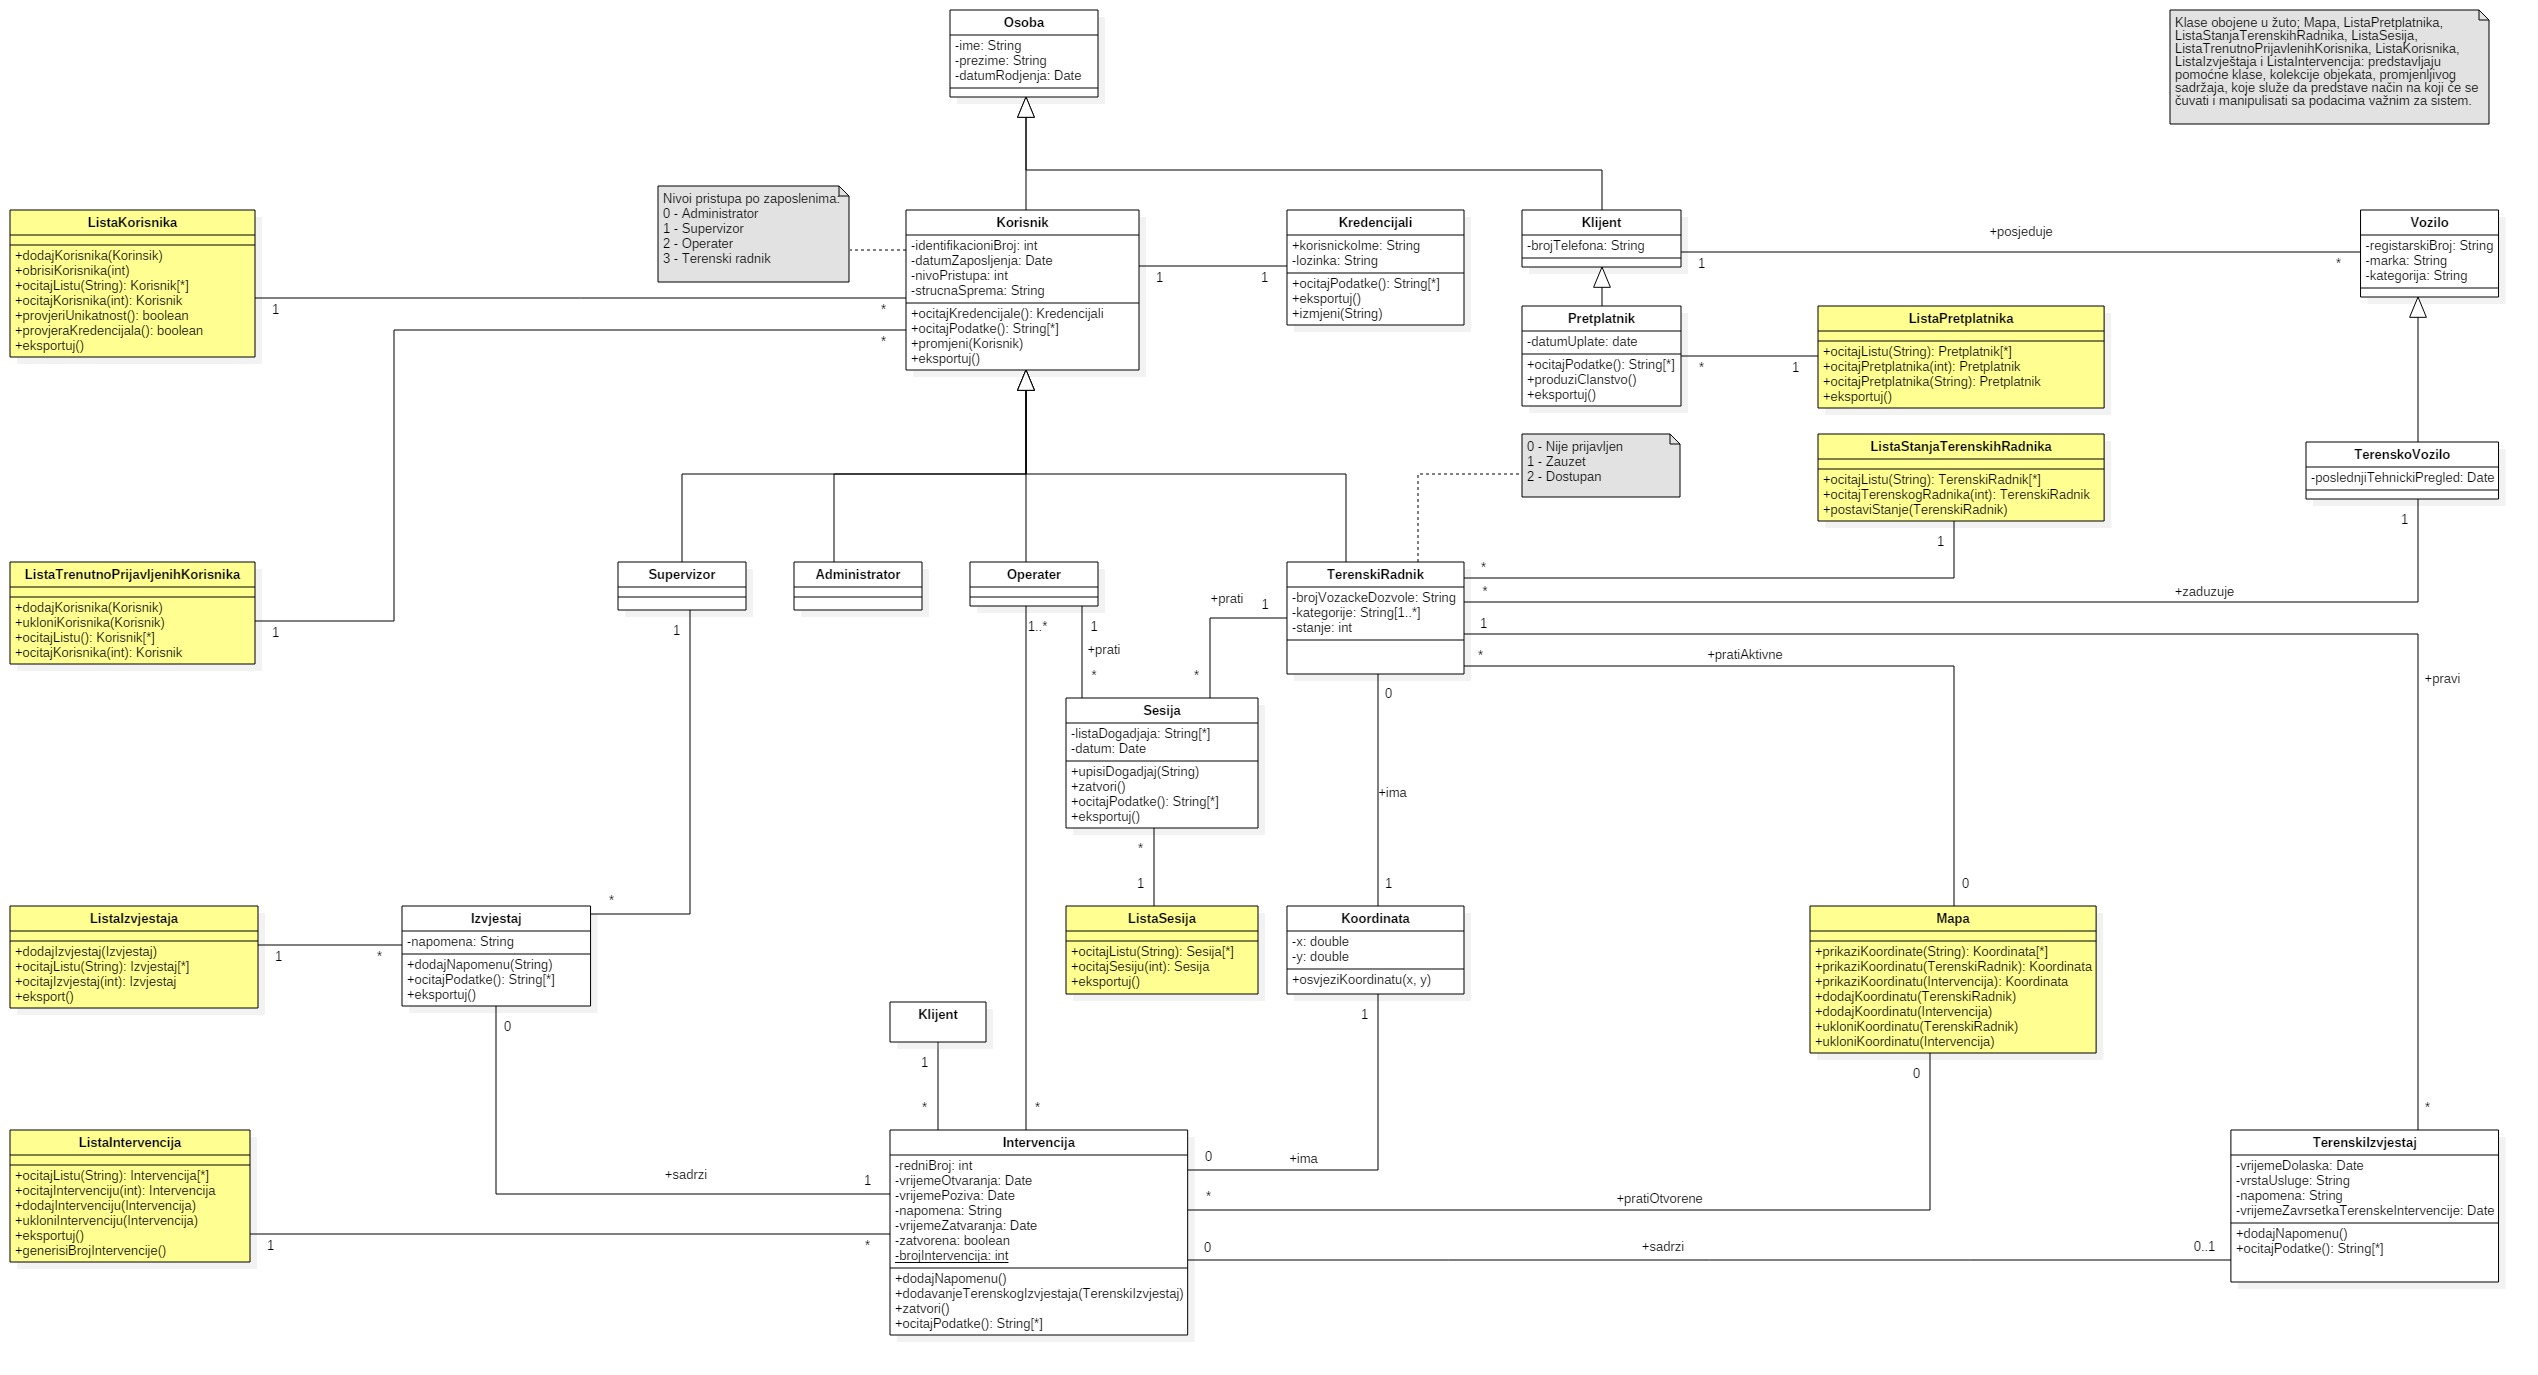 Osoba
-ime: String
-prezime: String
-datumRodjenja: Date
Klase obojene u žuto; Mapa, ListaPretplatnika,
ListaStanjaTerenskihRadnika, ListaSesija,
ListaTrenutnoPrijavlenihKorisnika, ListaKorisnika,
ListaIzvještaja i ListaIntervencija: predstavljaju
pomoćne klase, kolekcije objekata, promjenljivog
sadržaja, koje služe da predstave način na koji će se
čuvati i manipulisati sa podacima važnim za sistem.
Nivoi pristupa po zaposlenima:
0 - Administrator
1 - Supervizor
2 - Operater
3 - Terenski radnik
ListaKorisnika
+dodajKorisnika(Korinsik)
+obrisiKorisnika(int)
+ocitajListu(String): Korisnik[*]
+ocitajKorisnika(int): Korisnik
+provjeriUnikatnost(): boolean
+provjeraKredencijala(): boolean
+eksportuj()
1
*
Korisnik
-identifikacioniBroj: int
-datumZaposljenja: Date
-nivoPristupa: int
-strucnaSprema: String
+ocitajKredencijale(): Kredencijali
+ocitajPodatke(): String[*]
+promjeni(Korisnik)
+eksportuj()
*
1
1
Kredencijali
+korisnickoIme: String
-lozinka: String
+ocitajPodatke(): String[*]
+eksportuj()
+izmjeni(String)
Klijent
-brojTelefona: String
1
+posjeduje
*
Vozilo
-registarskiBroj: String
-marka: String
-kategorija: String
Pretplatnik
-datumUplate: date
+ocitajPodatke(): String[*]
+produziClanstvo()
+eksportuj()
*
1
ListaPretplatnika
+ocitajListu(String): Pretplatnik[*]
+ocitajPretplatnika(int): Pretplatnik
+ocitajPretplatnika(String): Pretplatnik
+eksportuj()
0 - Nije prijavljen
1 - Zauzet
2 - Dostupan
ListaStanjaTerenskihRadnika
+ocitajListu(String): TerenskiRadnik[*]
+ocitajTerenskogRadnika(int): TerenskiRadnik
+postaviStanje(TerenskiRadnik)
1
*
TerenskoVozilo
-poslednjiTehnickiPregled: Date
1
*
+zaduzuje
ListaTrenutnoPrijavljenihKorisnika
+dodajKorisnika(Korisnik)
+ukloniKorisnika(Korisnik)
+ocitajListu(): Korisnik[*]
+ocitajKorisnika(int): Korisnik
1
Supervizor
1
Administrator
Operater
1..*
1
+prati
*
+prati
1
*
TerenskiRadnik
-brojVozackeDozvole: String
-kategorije: String[1..*]
-stanje: int
1
+pravi
*
*
+pratiAktivne
0
0
+ima
1
Sesija
-listaDogadjaja: String[*]
-datum: Date
+upisiDogadjaj(String)
+zatvori()
+ocitajPodatke(): String[*]
+eksportuj()
*
1
ListaIzvjestaja
+dodajIzvjestaj(Izvjestaj)
+ocitajListu(String): Izvjestaj[*]
+ocitajIzvjestaj(int): Izvjestaj
+eksport()
1
*
*
Izvjestaj
-napomena: String
+dodajNapomenu(String)
+ocitajPodatke(): String[*]
+eksportuj()
0
ListaSesija
+ocitajListu(String): Sesija[*]
+ocitajSesiju(int): Sesija
+eksportuj()
Koordinata
-x: double
-y: double
+osvjeziKoordinatu(x, y)
1
Mapa
+prikaziKoordinate(String): Koordinata[*]
+prikaziKoordinatu(TerenskiRadnik): Koordinata
+prikaziKoordinatu(Intervencija): Koordinata
+dodajKoordinatu(TerenskiRadnik)
+dodajKoordinatu(Intervencija)
+ukloniKoordinatu(TerenskiRadnik)
+ukloniKoordinatu(Intervencija)
0
Klijent
1
*
*
ListaIntervencija
+ocitajListu(String): Intervencija[*]
+ocitajIntervenciju(int): Intervencija
+dodajIntervenciju(Intervencija)
+ukloniIntervenciju(Intervencija)
+eksportuj()
+generisiBrojIntervencije()
1
*
+sadrzi
1
Intervencija
-redniBroj: int
-vrijemeOtvaranja: Date
-vrijemePoziva: Date
-napomena: String
-vrijemeZatvaranja: Date
-zatvorena: boolean
-brojIntervencija: int
+dodajNapomenu()
+dodavanjeTerenskogIzvjestaja(TerenskiIzvjestaj)
+zatvori()
+ocitajPodatke(): String[*]
0
+ima
*
+pratiOtvorene
0
+sadrzi
0..1
TerenskiIzvjestaj
-vrijemeDolaska: Date
-vrstaUsluge: String
-napomena: String
-vrijemeZavrsetkaTerenskeIntervencije: Date
+dodajNapomenu()
+ocitajPodatke(): String[*]